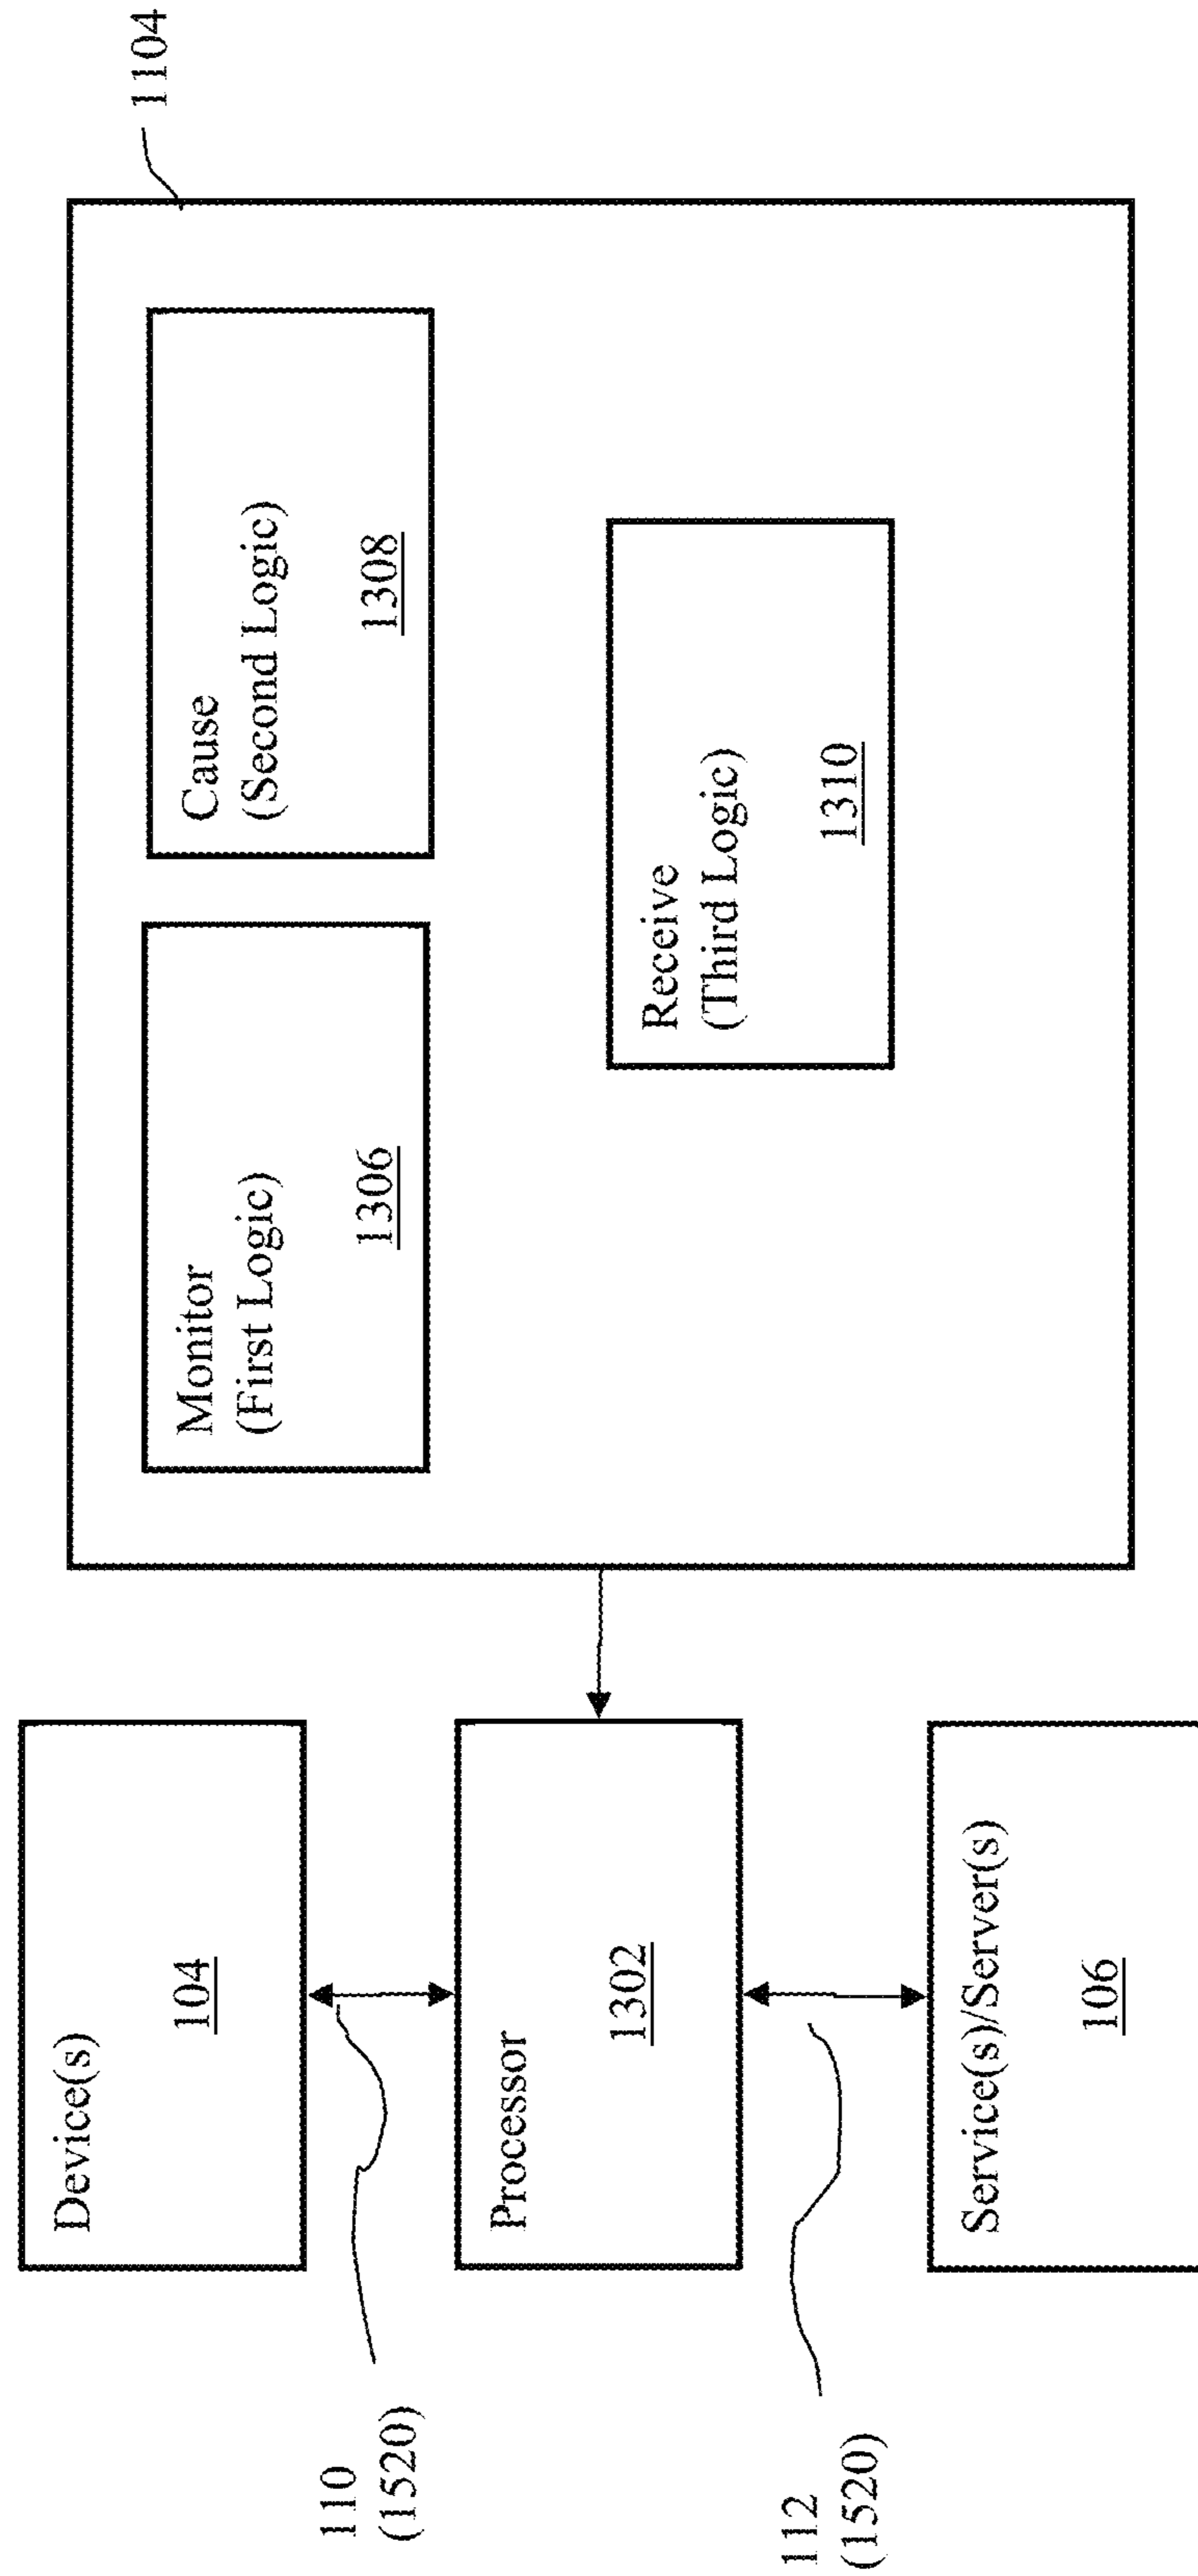 Device(s)
104
110
(1520)
Processor
1302
112
(1520)
Service(s)/Server(s)
106
1104
Monitor
(First Logic)
1306
Cause
(Second Logic)
1308
Receive
(Third Logic)
1310